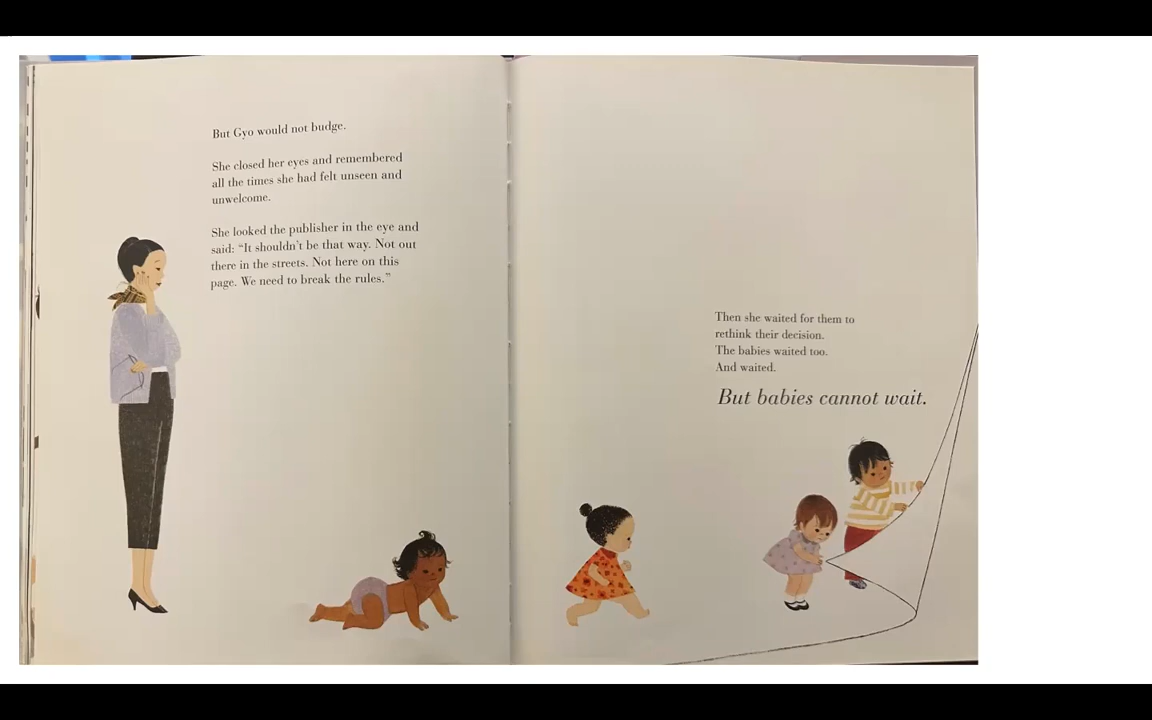 But Gyo would not budge.
She closed her eyes and remembered
all the times she had felt unseen and
unwelcome.
She looked the publisher in the eye and
said: “It shouldn’t be that way. Not out
there in the streets. Not here on this
page. We need to break the rules.”
Then she waited for them to
rethink their decision.
The babies waited too.
And waited.
But babies cannot wait.